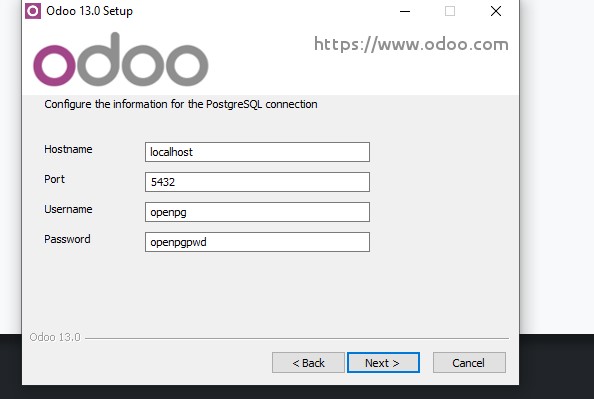 Odoo 13.0 Setup
odoo
https://www.odoo.com
Configure the information for the PostgreSQL connection
Hostname localhost
Port 5432
Username openpg
Password openpgpwd
Odoo 13.0
< Back Next > Cancel